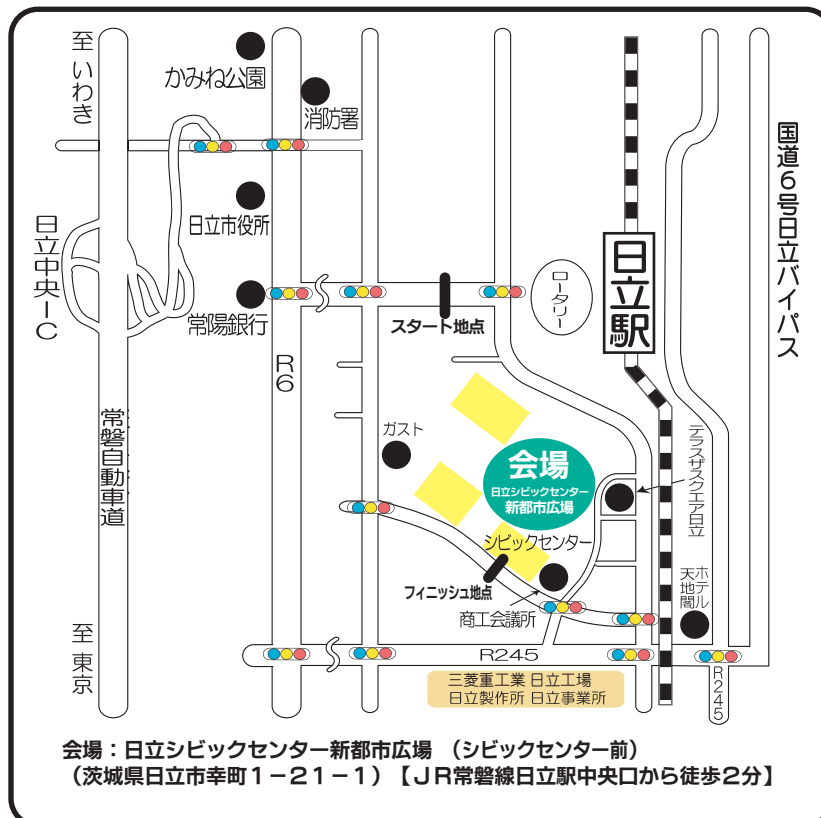 至 いわき
かみね公園
消防署
国道6号日立バイパス
日立市役所
日立中央IC
日立駅
ロータリー
常陽銀行
スタート地点
R6
常磐自動車道
ガスト
テラスザスクエア日立
会場
日立シビックセンター
新都市広場
シビックセンター
フィニッシュ地点
商工会議所
ホテル
天地閣
至 東京
R245
R245
三菱重工業 日立工場
日立製作所 日立事業所
会場：日立シビックセンター新都市広場 （シビックセンター前）
（茨城県日立市幸町1－21－1）【JR常磐線日立駅中央口から徒歩2分】